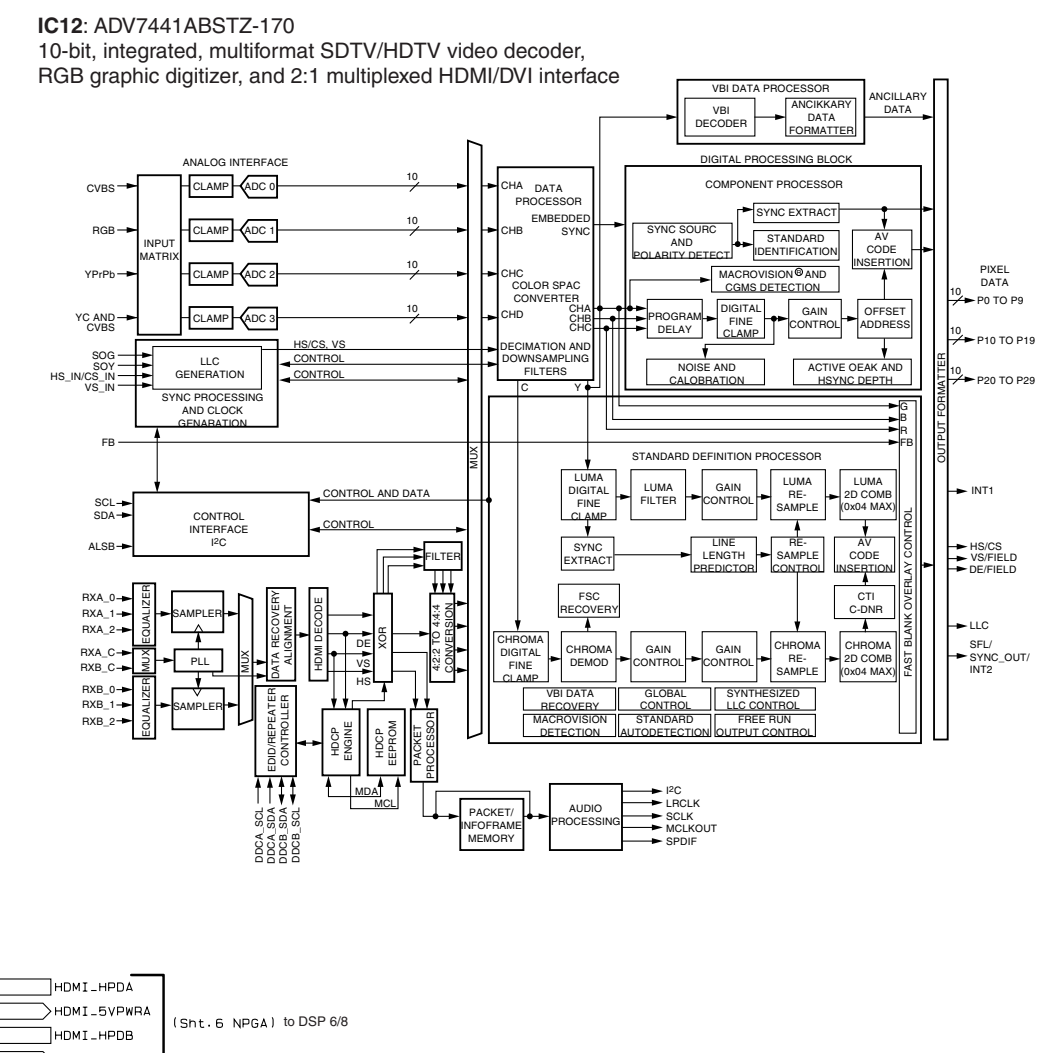 IC12: ADV7441ABSTZ-170
10-bit, integrated, multiformat SDTV/HDTV video decoder,
RGB graphic digitizer, and 2:1 multiplexed HDMI/DVI interface
VBI DATA PROCESSOR
VBI
DECODER
ANCIKKARY
DATA
FORMATTER
ANCILLARY
DATA
ANALOG INTERFACE
CVBS
RGB
YPrPb
YC AND
CVBS
INPUT
MATRIX
CLAMP
ADC 0
10
CLAMP
ADC 1
10
CLAMP
ADC 2
10
CLAMP
ADC 3
10
CHA
DATA
PROCESSOR
EMBEDDED
SYNC
CHB
CHC
COLOR SPAC
CONVERTER
CHD
CHA
CHB
CHC
DECIMATION AND
DOWNSAMPLING
FILTERS
C
Y
DIGITAL PROCESSING BLOCK
COMPONENT PROCESSOR
SYNC SOURC
AND
POLARITY DETECT
SYNC EXTRACT
STANDARD
IDENTIFICATION
AV
CODE
INSERTION
MACROVISION® AND
CGMS DETECTION
PROGRAM
DELAY
DIGITAL
FINE
CLAMP
GAIN
CONTROL
OFFSET
ADDRESS
NOISE AND
CALOBRATION
ACTIVE OEAK AND
HSYNC DEPTH
PIXEL
DATA
10
P0 TO P9
10
P10 TO P19
10
P20 TO P29
OUTPUT FORMATTER
SOG
SOY
HS_IN/CS_IN
VS_IN
LLC
GENERATION
SYNC PROCESSING
AND CLOCK
GENARATION
HS/CS, VS
CONTROL
CONTROL
FB
MUX
G
B
R
FB
STANDARD DEFINITION PROCESSOR
LUMA
DIGITAL
FINE
CLAMP
LUMA
FILTER
GAIN
CONTROL
LUMA
RE-
SAMPLE
LUMA
2D COMB
(0x04 MAX)
SYNC
EXTRACT
LINE
LENGTH
PREDICTOR
RE-
SAMPLE
CONTROL
AV
CODE
INSERTION
FSC
RECOVERY
CTI
C-DNR
CHROMA
DIGITAL
FINE
CLAMP
CHROMA
DEMOD
GAIN
CONTROL
GAIN
CONTROL
CHROMA
RE-
SAMPLE
CHROMA
2D COMB
(0x04 MAX)
VBI DATA
RECOVERY
GLOBAL
CONTROL
SYNTHESIZED
LLC CONTROL
MACROVISION
DETECTION
STANDARD
AUTODETECTION
FREE RUN
OUTPUT CONTROL
FAST BLANK OVERLAY CONTROL
INT1
HS/CS
VS/FIELD
DE/FIELD
LLC
SFL/
SYNC_OUT/
INT2
SCL
SDA
ALSB
CONTROL
INTERFACE
I²C
CONTROL AND DATA
CONTROL
RXA_0
RXA_1
RXA_2
RXA_C
RXB_C
RXB_0
RXB_1
RXB_2
EQUALIZER
MUX
EQUALIZER
SAMPLER
PLL
SAMPLER
MUX
DATA RECOVERY
ALIGNMENT
HDMI DECODE
DE
VS
HS
XOR
FILTER
4:2:2 TO 4:4:4
CONVERSION
EDID/REPEATER
CONTROLLER
HDCP
ENGINE
HDCP
EEPROM
PACKET
PROCESSOR
MDA
MCL
DDCA_SCL
DDCA_SDA
DDCB_SDA
DDCB_SCL
PACKET/
INFOFRAME
MEMORY
AUDIO
PROCESSING
I²C
LRCLK
SCLK
MCLKOUT
SPDIF
HDMI_HPDA
HDMI_5VPWRA
HDMI_HPDB
(Sht.6 NPGA) to DSP 6/8